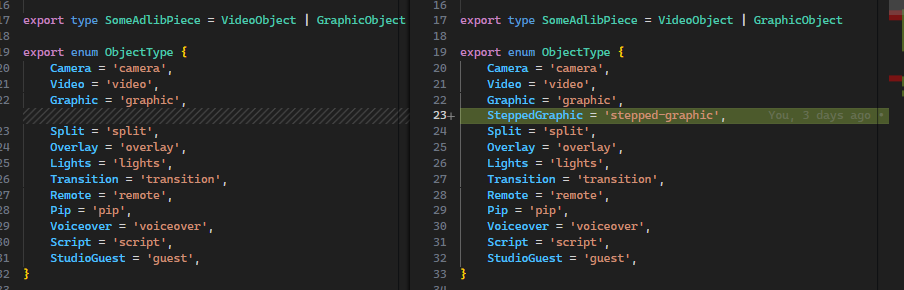 16
17 export type SomeAdlibPiece = VideoObject | GraphicObject
18
19 export enum ObjectType {
20 Camera = 'camera',
21 Video = 'video',
22 Graphic = 'graphic',
23 Split = 'split',
24 Overlay = 'overlay',
25 Lights = 'lights',
26 Transition = 'transition',
27 Remote = 'remote',
28 Pip = 'pip',
29 Voiceover = 'voiceover',
30 Script = 'script',
31 StudioGuest = 'guest',
32 }
16
17 export type SomeAdlibPiece = VideoObject | GraphicObject
18
19 export enum ObjectType {
20 Camera = 'camera',
21 Video = 'video',
22 Graphic = 'graphic',
23+ SteppedGraphic = 'stepped-graphic', You, 3 days ago •
24 Split = 'split',
25 Overlay = 'overlay',
26 Lights = 'lights',
27 Transition = 'transition',
28 Remote = 'remote',
29 Pip = 'pip',
30 Voiceover = 'voiceover',
31 Script = 'script',
32 StudioGuest = 'guest',
33 }